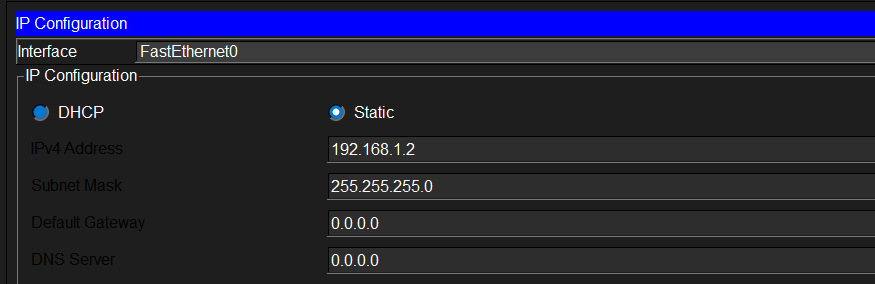 IP Configuration
Interface FastEthernet0
IP Configuration
DHCP Static
IPv4 Address 192.168.1.2
Subnet Mask 255.255.255.0
Default Gateway 0.0.0.0
DNS Server 0.0.0.0